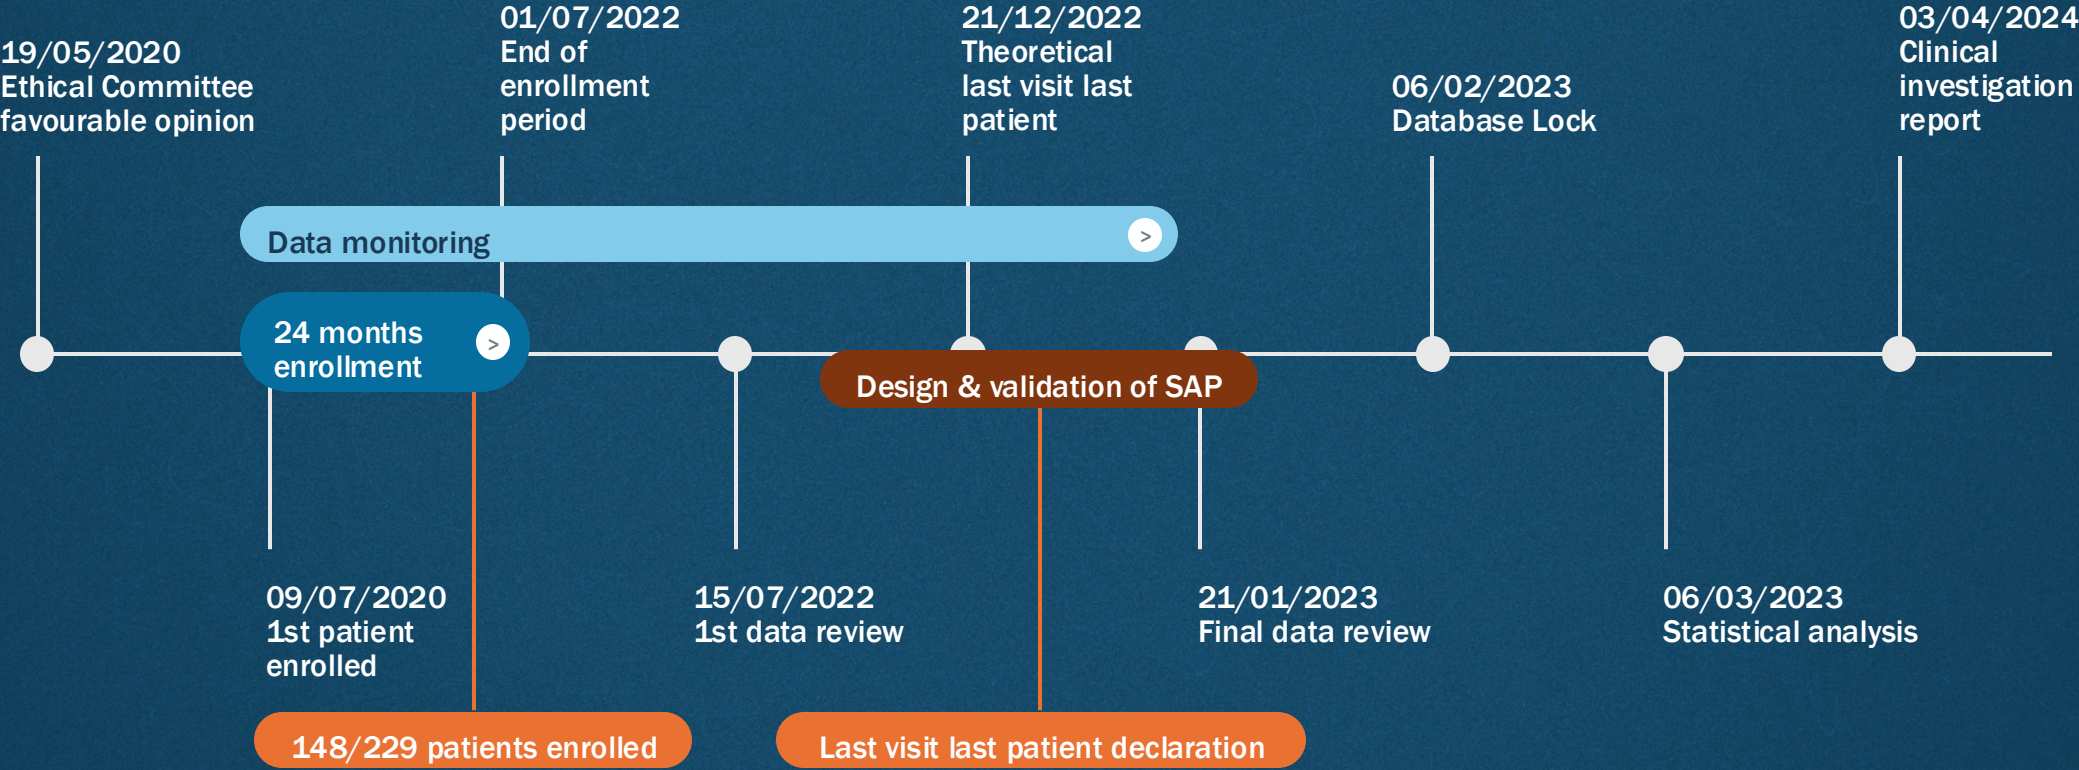 19/05/2020
Ethical Committee
favourable opinion
01/07/2022
End of
enrollment
period
21/12/2022
Theoretical
last visit last
patient
06/02/2023
Database Lock
03/04/2024
Clinical
investigation
report
Data monitoring
>
24 months
enrollment
>
Design & validation of SAP
09/07/2020
1st patient
enrolled
15/07/2022
1st data review
21/01/2023
Final data review
06/03/2023
Statistical analysis
148/229 patients enrolled
Last visit last patient declaration